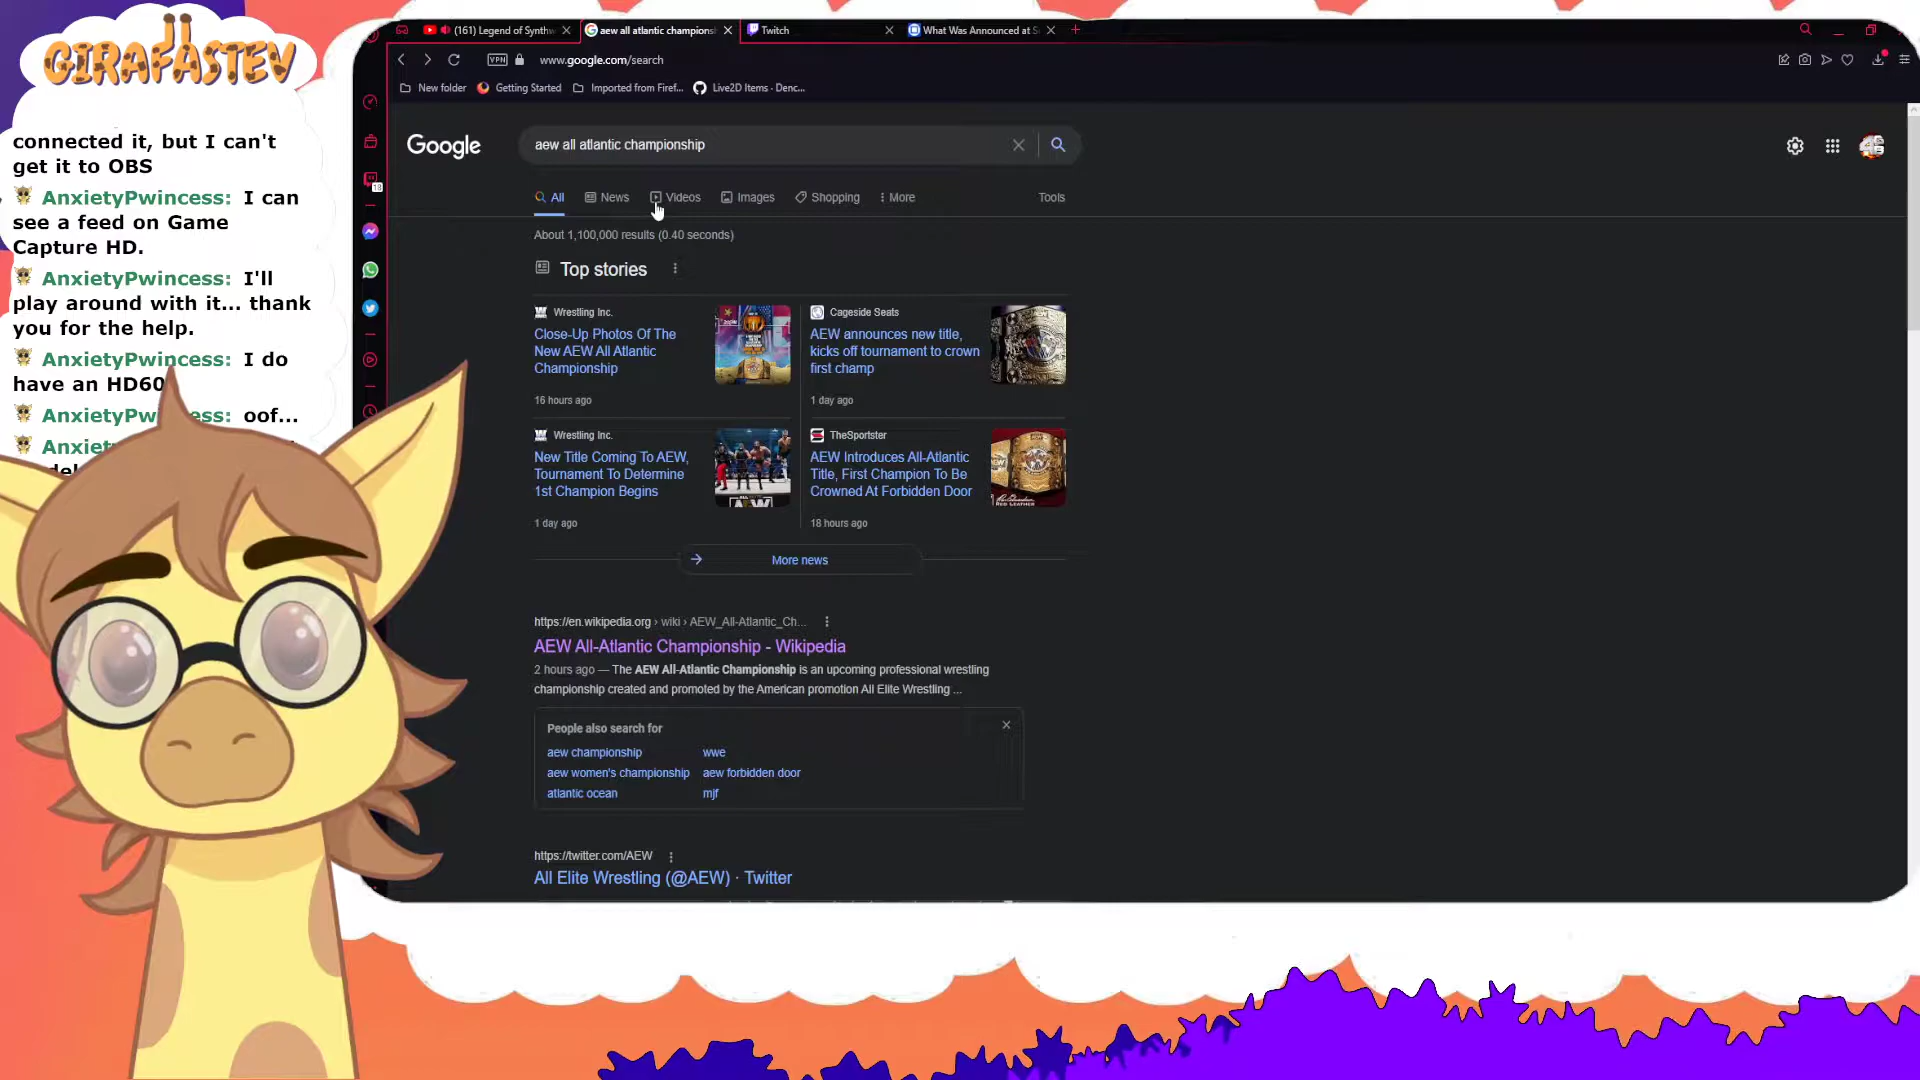 GIRAFASTEV
connected it, but I can't
get it to OBS
AnxietyPwincess: I can
see a feed on Game
Capture HD.
AnxietyPwincess: I'll
play around with it... thank
you for the help.
AnxietyPwincess: I do
have an HD60
AnxietyPwincess: oof...
(161) Legend of Synthw
aew all atlantic champions
Twitch
What Was Announced at S
VPN
www.google.com/search
New folder
Getting Started
Imported from Firef...
Live2D Items - Denc...
18
Google
aew all atlantic championship
All
News
Videos
Images
Shopping
More
Tools
About 1,100,000 results (0.40 seconds)
Top stories
Wrestling Inc.
Close-Up Photos Of The
New AEW All Atlantic
Championship
16 hours ago
Cageside Seats
AEW announces new title,
kicks off tournament to crown
first champ
1 day ago
Wrestling Inc.
New Title Coming To AEW,
Tournament To Determine
1st Champion Begins
1 day ago
TheSportster
AEW Introduces All-Atlantic
Title, First Champion To Be
Crowned At Forbidden Door
18 hours ago
More news
https://en.wikipedia.org › wiki › AEW_All-Atlantic_Ch...
AEW All-Atlantic Championship - Wikipedia
2 hours ago — The AEW All-Atlantic Championship is an upcoming professional wrestling
championship created and promoted by the American promotion All Elite Wrestling ...
People also search for
aew championship
wwe
aew women's championship
aew forbidden door
atlantic ocean
mjf
https://twitter.com/AEW
All Elite Wrestling (@AEW) · Twitter